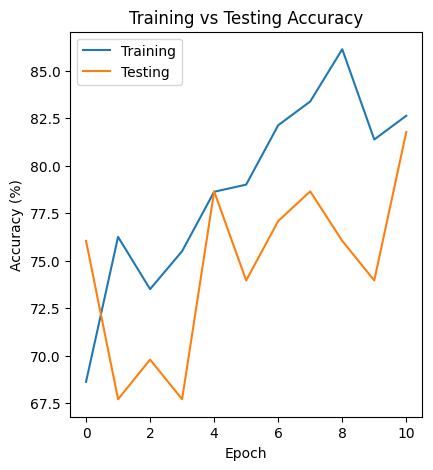 Training vs Testing Accuracy
Training
Testing
85.0
82.5
80.0
77.5
75.0
72.5
70.0
67.5
Accuracy (%)
0 2 4 6 8 10
Epoch